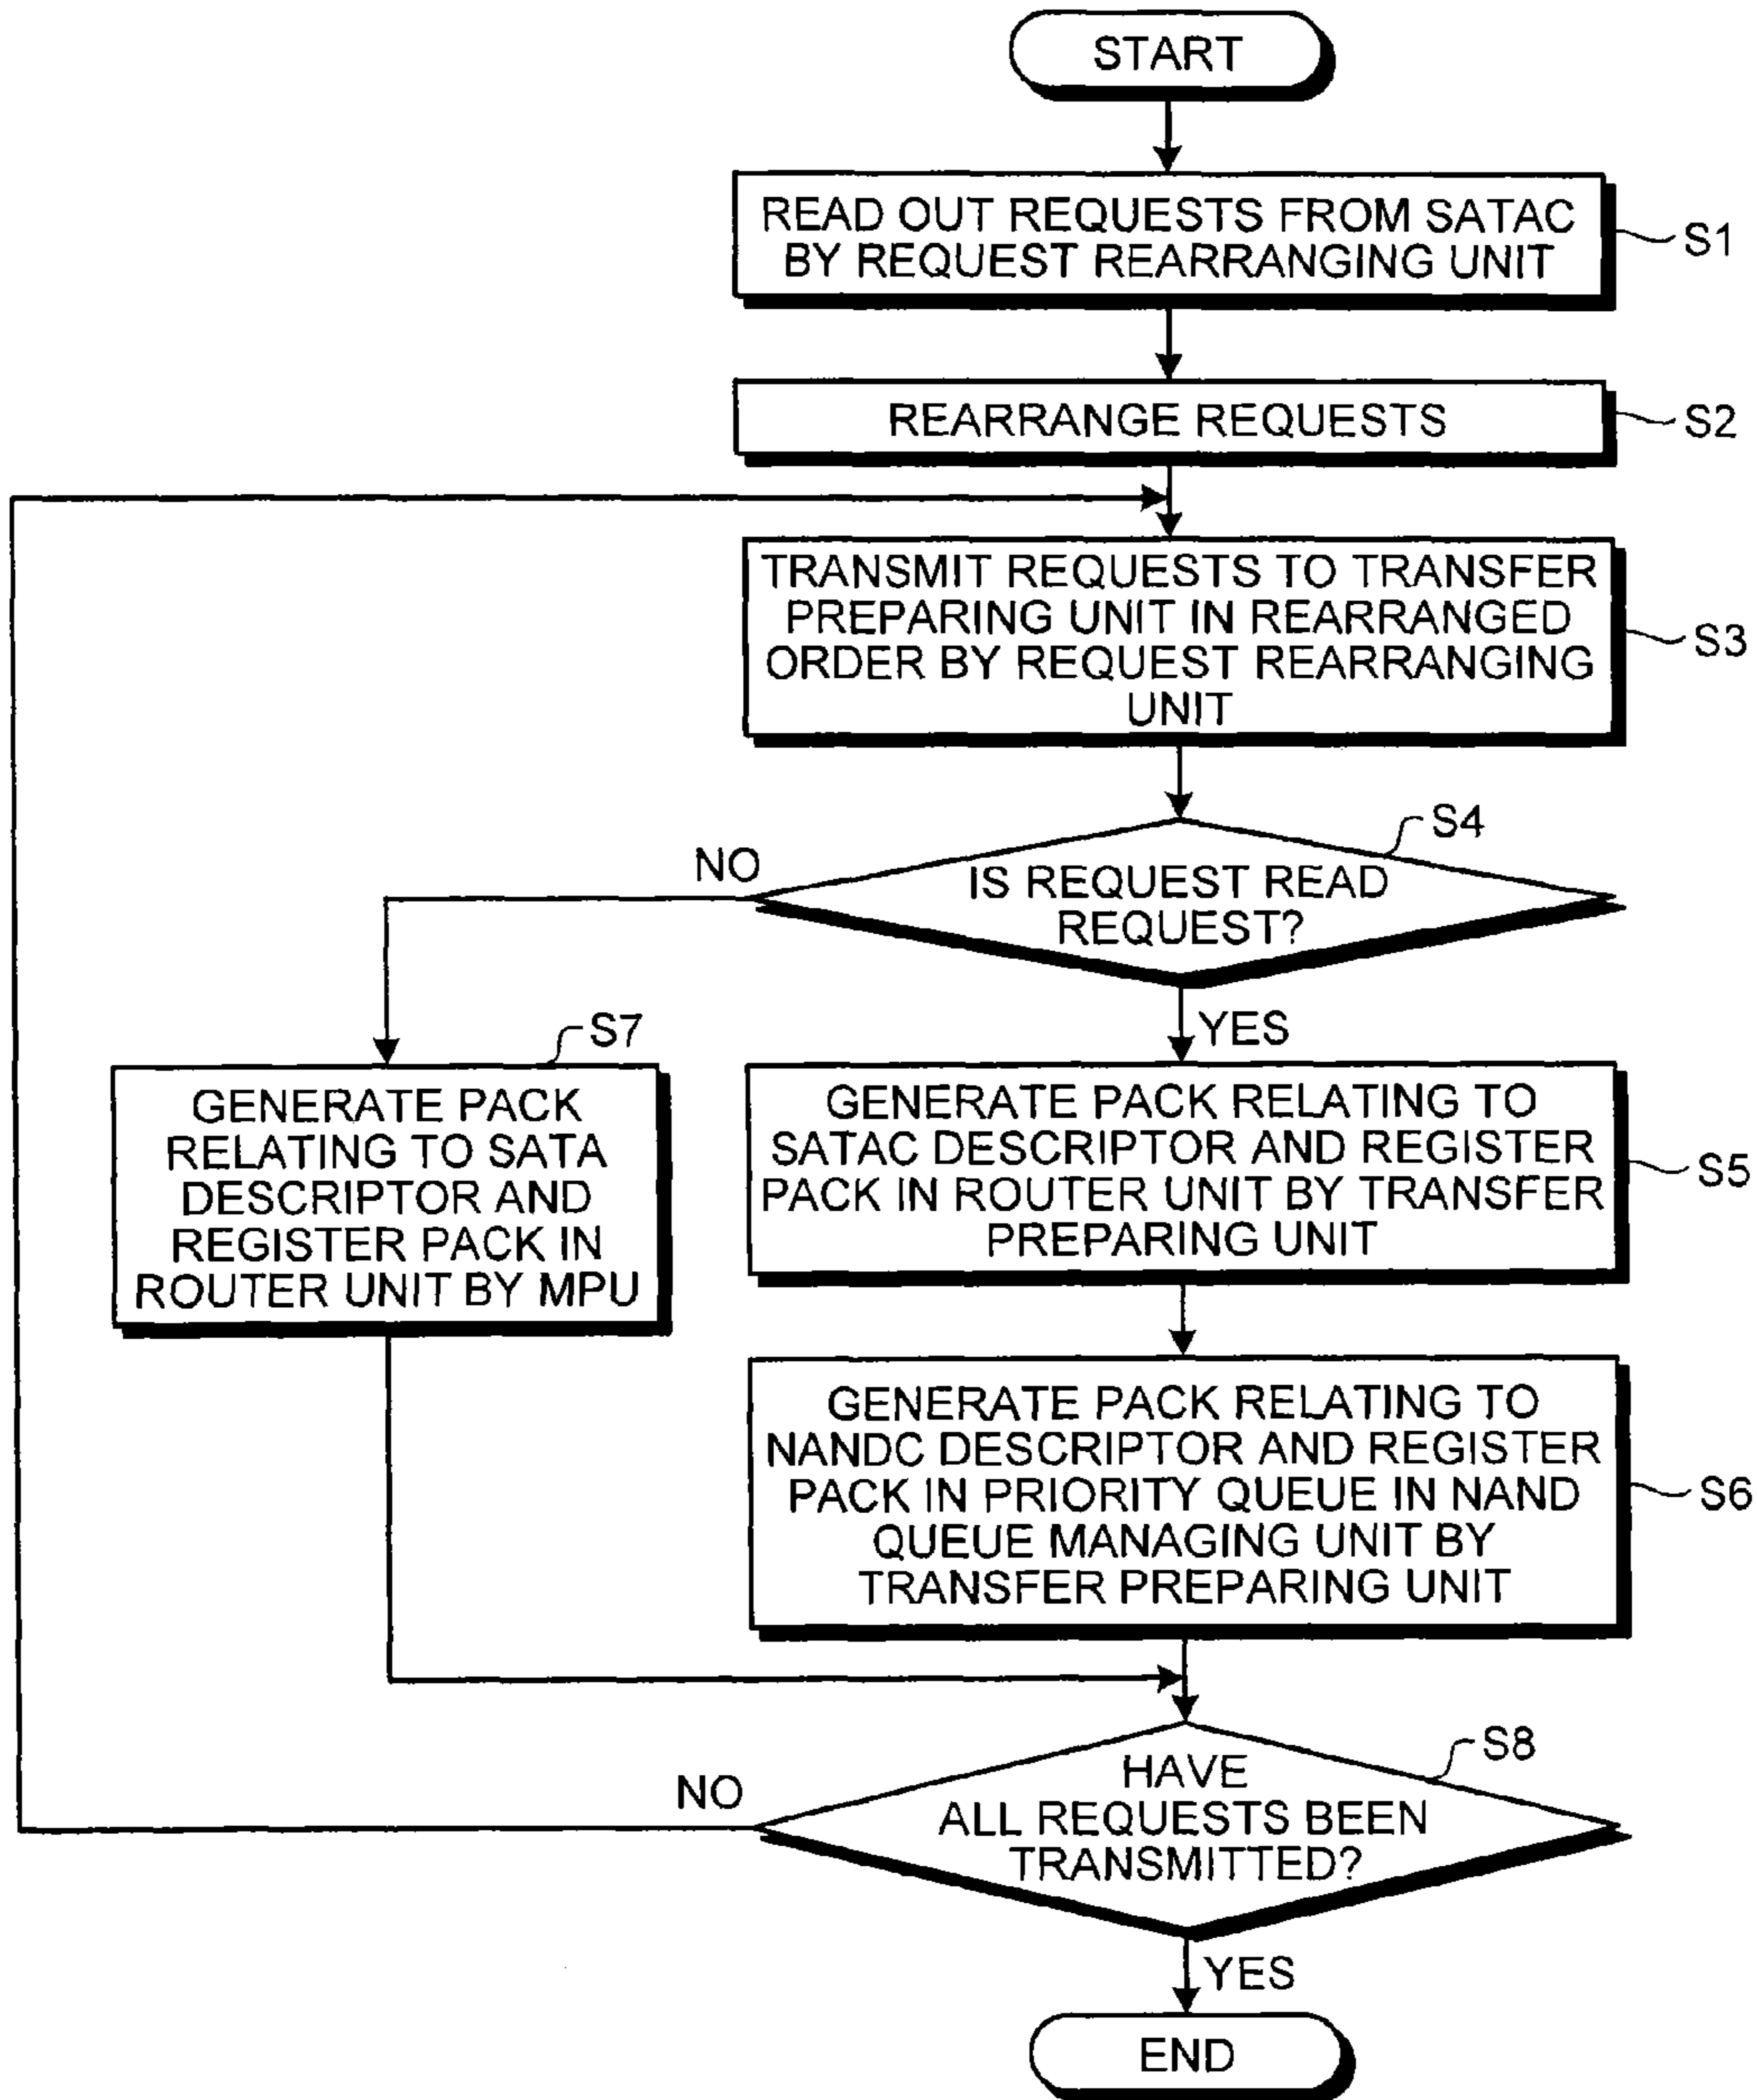 START
READ OUT REQUESTS FROM SATAC
BY REQUEST REARRANGING UNIT
S1
REARRANGE REQUESTS
S2
TRANSMIT REQUESTS TO TRANSFER
PREPARING UNIT IN REARRANGED
ORDER BY REQUEST REARRANGING
UNIT
S3
S4
NO
IS REQUEST READ
REQUEST?
YES
S7
GENERATE PACK
RELATING TO SATA
DESCRIPTOR AND
REGISTER PACK IN
ROUTER UNIT BY MPU
GENERATE PACK RELATING TO
SATAC DESCRIPTOR AND REGISTER
PACK IN ROUTER UNIT BY TRANSFER
PREPARING UNIT
S5
GENERATE PACK RELATING TO
NANDC DESCRIPTOR AND REGISTER
PACK IN PRIORITY QUEUE IN NAND
QUEUE MANAGING UNIT BY
TRANSFER PREPARING UNIT
S6
S8
NO
HAVE
ALL REQUESTS BEEN
TRANSMITTED?
YES
END